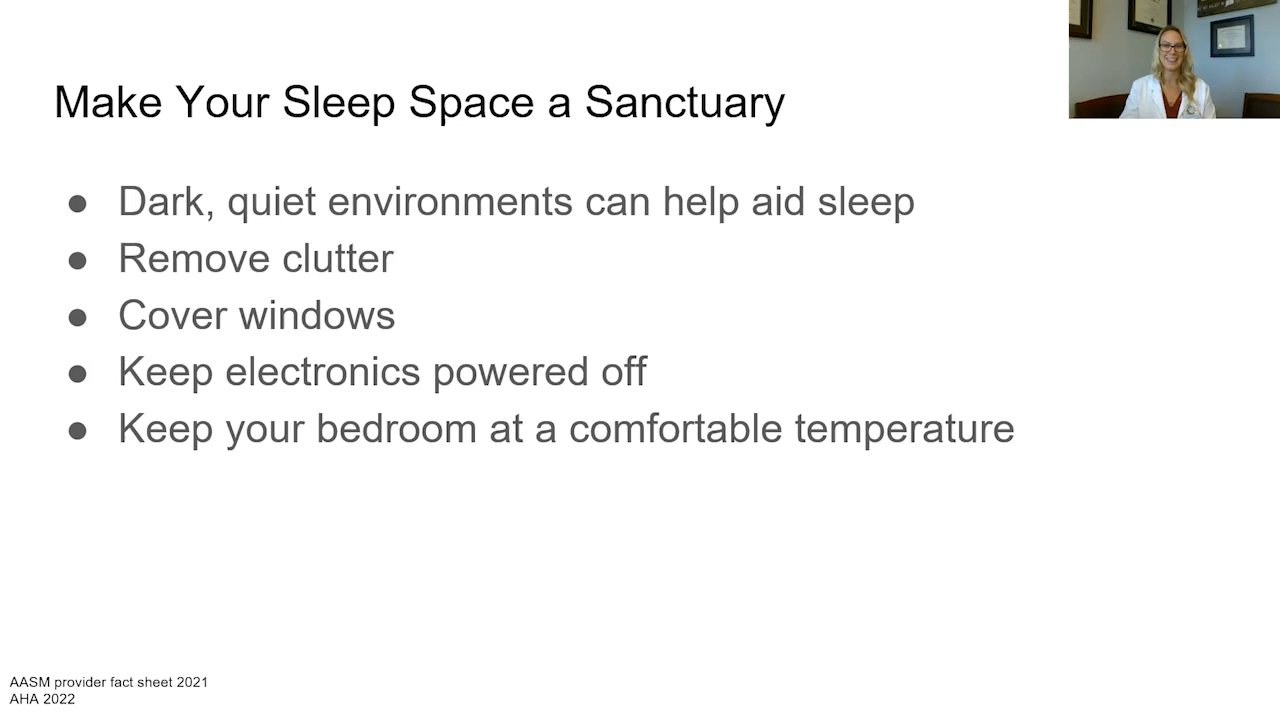 Make Your Sleep Space a Sanctuary
● Dark, quiet environments can help aid sleep
● Remove clutter
● Cover windows
● Keep electronics powered off
● Keep your bedroom at a comfortable temperature
AASM provider fact sheet 2021
AHA 2022